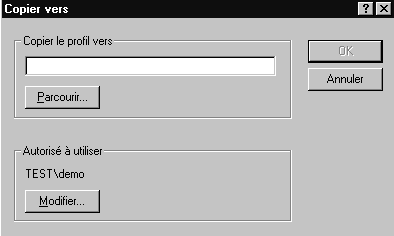 Copier vers
Copier le profil vers
OK
Parcourir...
Annuler
Autorisé à utiliser
TEST\demo
Modifier...